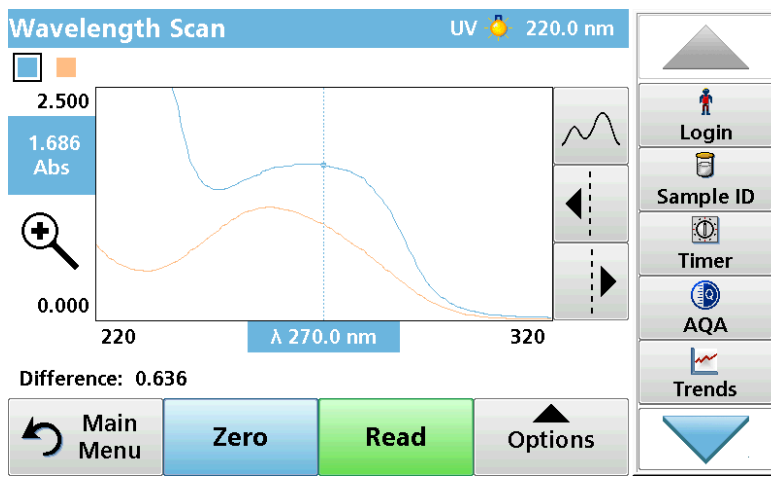 Wavelength Scan
UV 220.0 nm
2.500
1.686
Abs
0.000
220
λ 270.0 nm
320
Difference: 0.636
Main
Menu
Zero
Read
Options
Login
Sample ID
Timer
AQA
Trends